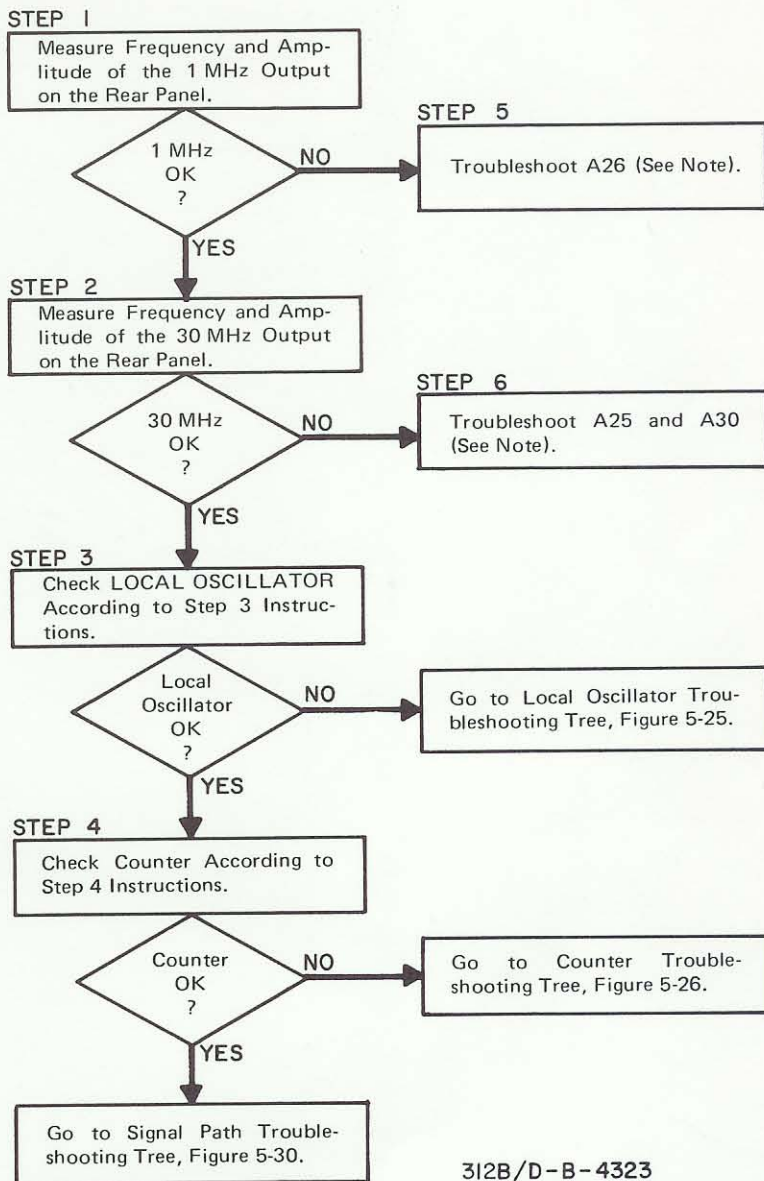 STEP 1
Measure Frequency and Amp-
litude of the 1 MHz Output
on the Rear Panel.
1 MHz
OK
?
NO
YES
STEP 5
Troubleshoot A26 (See Note).
STEP 2
Measure Frequency and Amp-
litude of the 30 MHz Output
on the Rear Panel.
30 MHz
OK
?
NO
YES
STEP 6
Troubleshoot A25 and A30
(See Note).
STEP 3
Check LOCAL OSCILLATOR
According to Step 3 Instruc-
tions.
Local
Oscillator
OK
?
NO
YES
Go to Local Oscillator Trou-
bleshooting Tree, Figure 5-25.
STEP 4
Check Counter According to
Step 4 Instructions.
Counter
OK
?
NO
YES
Go to Counter Trouble-
shooting Tree, Figure 5-26.
Go to Signal Path Trouble-
shooting Tree, Figure 5-30.
312B/D-B-4323